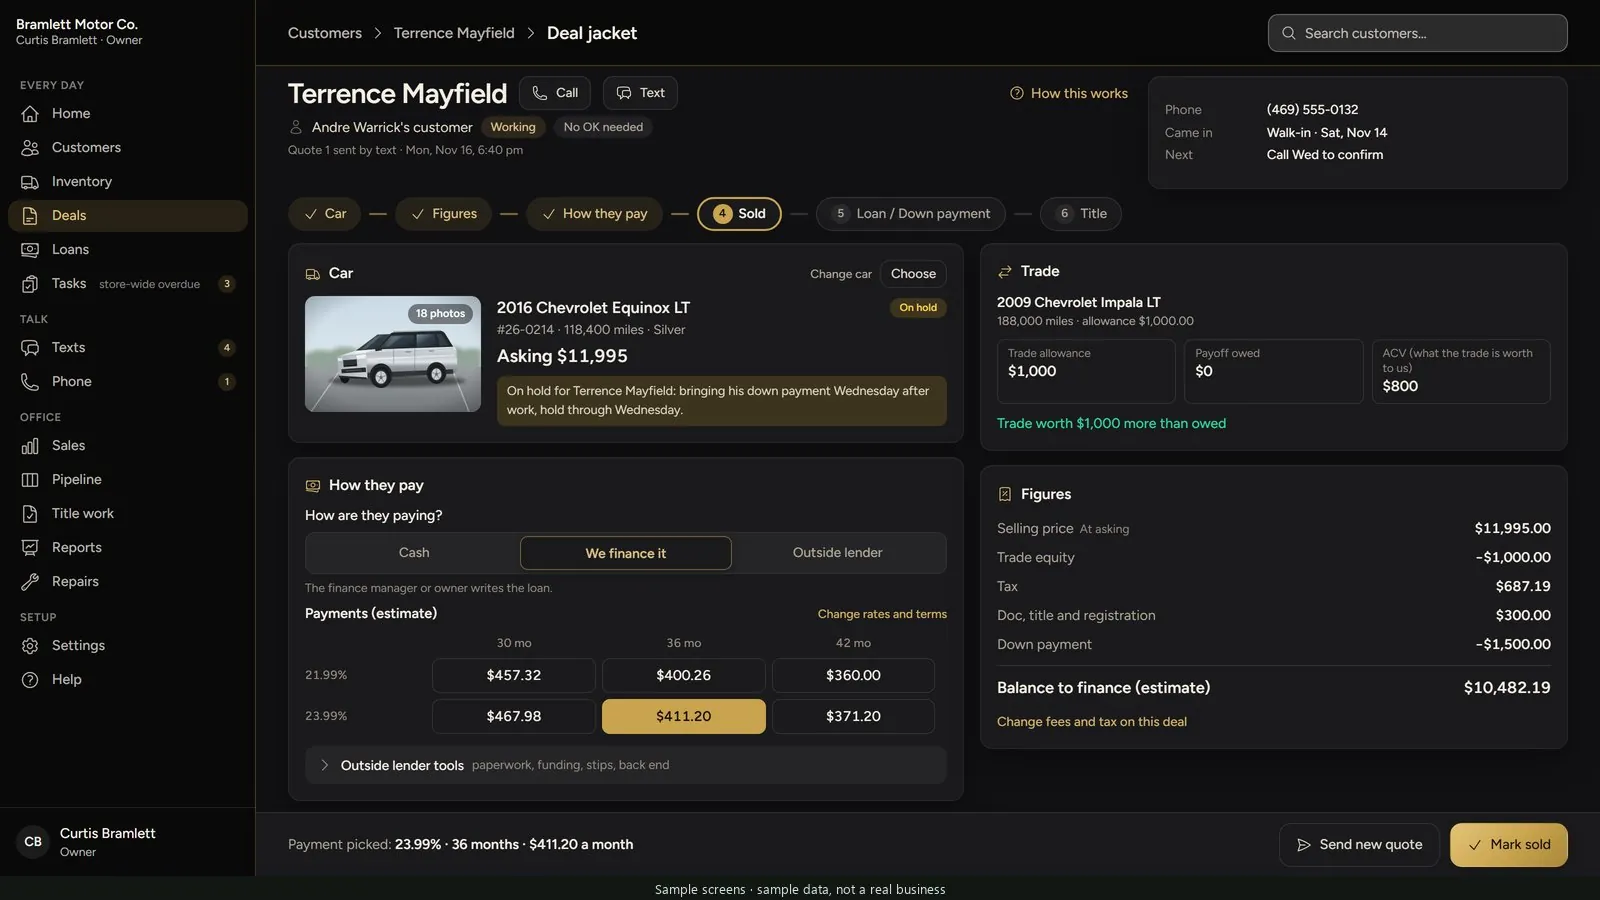 Bramlett Motor Co.
Curtis Bramlett · Owner
EVERY DAY
Home
Customers
Inventory
Deals
Loans
Tasks store-wide overdue 3
TALK
Texts 4
Phone 1
OFFICE
Sales
Pipeline
Title work
Reports
Repairs
SETUP
Settings
Help
CB
Curtis Bramlett
Owner
Customers > Terrence Mayfield > Deal jacket
Search customers...
Terrence Mayfield
Call
Text
How this works
Andre Warrick's customer Working No OK needed
Quote 1 sent by text · Mon, Nov 16, 6:40 pm
Phone (469) 555-0132
Came in Walk-in · Sat, Nov 14
Next Call Wed to confirm
Car
Figures
How they pay
4 Sold
5 Loan / Down payment
6 Title
Car
Change car Choose
18 photos
2016 Chevrolet Equinox LT
On hold
#26-0214 · 118,400 miles · Silver
Asking $11,995
On hold for Terrence Mayfield: bringing his down payment Wednesday after
work, hold through Wednesday.
How they pay
How are they paying?
Cash We finance it Outside lender
The finance manager or owner writes the loan.
Payments (estimate) Change rates and terms
30 mo 36 mo 42 mo
21.99% $457.32 $400.26 $360.00
23.99% $467.98 $411.20 $371.20
Outside lender tools paperwork, funding, stips, back end
Trade
2009 Chevrolet Impala LT
188,000 miles · allowance $1,000.00
Trade allowance
$1,000
Payoff owed
$0
ACV (what the trade is worth
to us)
$800
Trade worth $1,000 more than owed
Figures
Selling price At asking $11,995.00
Trade equity −$1,000.00
Tax $687.19
Doc, title and registration $300.00
Down payment −$1,500.00
Balance to finance (estimate) $10,482.19
Change fees and tax on this deal
Payment picked: 23.99% · 36 months · $411.20 a month
Send new quote
Mark sold
Sample screens · sample data, not a real business